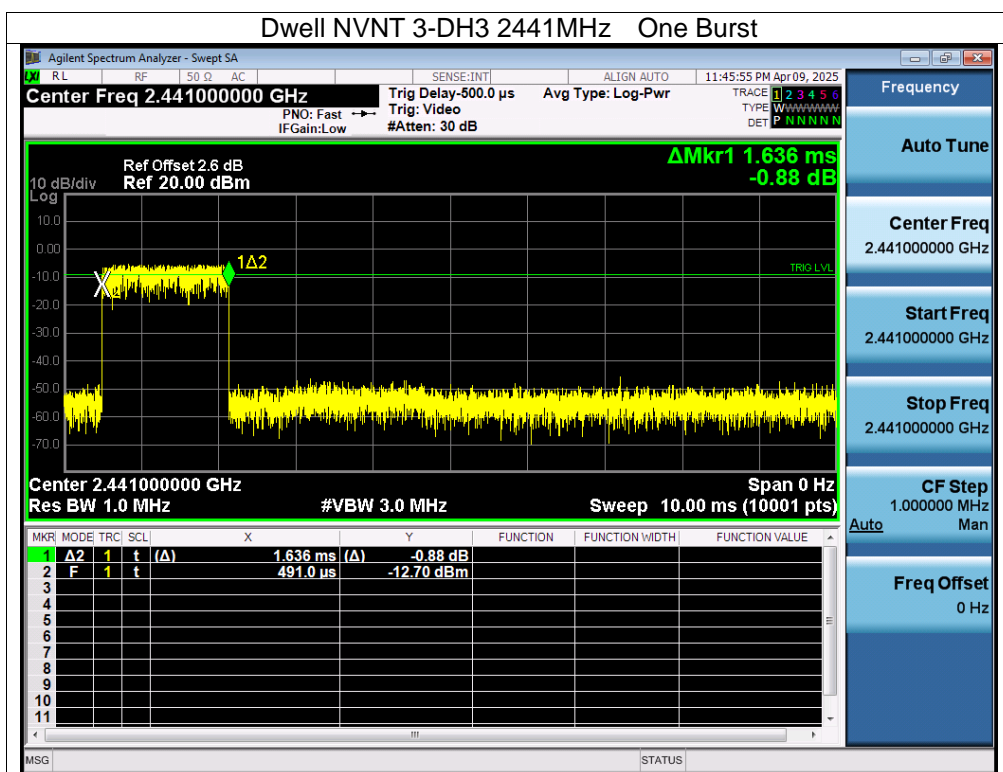 Dwell NVNT 3-DH3 2441MHz One Burst
Agilent Spectrum Analyzer - Swept SA
LXI RL RF 50 Ω AC SENSE:INT ALIGN AUTO 11:45:55 PM Apr 09, 2025
Center Freq 2.441000000 GHz Trig Delay-500.0 µs Avg Type: Log-Pwr TRACE 1 2 3 4 5 6
PNO: Fast Trig: Video TYPE WWWWWW
IFGain:Low #Atten: 30 dB DET P N N N N N
ΔMkr1 1.636 ms
-0.88 dB
Ref Offset 2.6 dB
10 dB/div Ref 20.00 dBm
Log
10.0
0.00
-10.0
-20.0
-30.0
-40.0
-50.0
-60.0
-70.0
1Δ2
TRIG LVL
2
Center 2.441000000 GHz Span 0 Hz
Res BW 1.0 MHz #VBW 3.0 MHz Sweep 10.00 ms (10001 pts)
MKR MODE TRC SCL X Y FUNCTION FUNCTION WIDTH FUNCTION VALUE
1 Δ2 1 t (Δ) 1.636 ms (Δ) -0.88 dB
2 F 1 t 491.0 µs -12.70 dBm
3
4
5
6
7
8
9
10
11
MSG STATUS
Frequency
Auto Tune
Center Freq
2.441000000 GHz
Start Freq
2.441000000 GHz
Stop Freq
2.441000000 GHz
CF Step
1.000000 MHz
Auto Man
Freq Offset
0 Hz